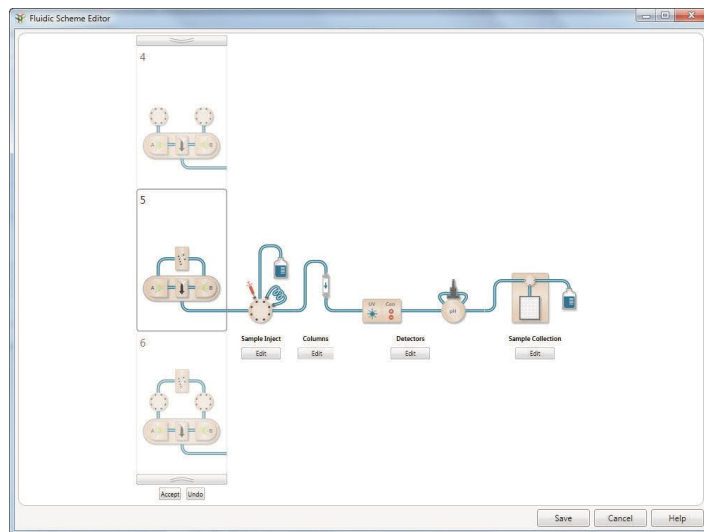 Fluidic Scheme Editor
4
A B
5
A B
UV Con pH
Sample Inject Columns Detectors Sample Collection
Edit Edit Edit Edit
6
A B
Accept Undo
Save Cancel Help